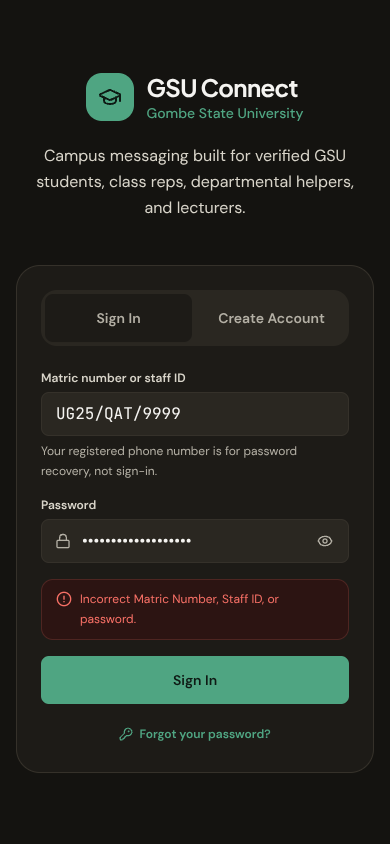 GSU Connect
Gombe State University
Campus messaging built for verified GSU
students, class reps, departmental helpers,
and lecturers.
Sign In
Create Account
Matric number or staff ID
UG25/QAT/9999
Your registered phone number is for password
recovery, not sign-in.
Password
•••••••••••••••••••
Incorrect Matric Number, Staff ID, or
password.
Sign In
Forgot your password?